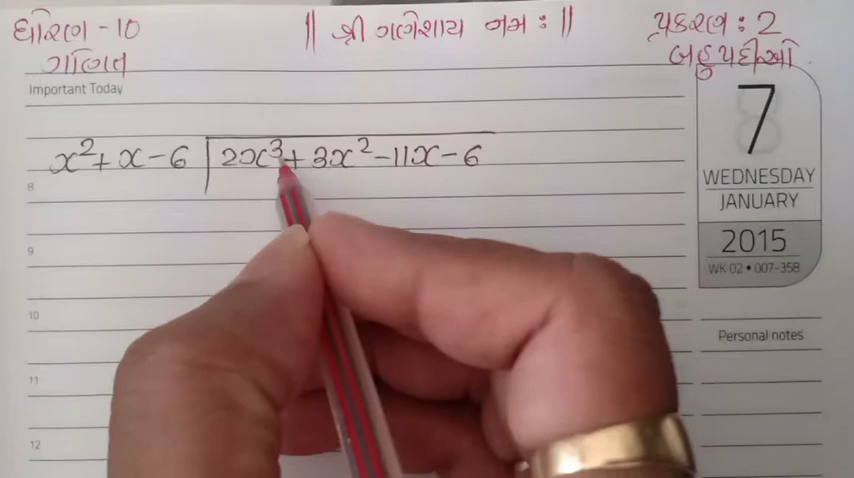 ધોરણ - 10 || શ્રી ગણેશાય નમઃ || પ્રકરણ : 2
ગણિત બહુપદીઓ
Important Today
x²+x-6 2x³+3x²-11x-6
7
WEDNESDAY
JANUARY
2015
WK 02 • 007-358
8
9
10
Personal notes
11
12